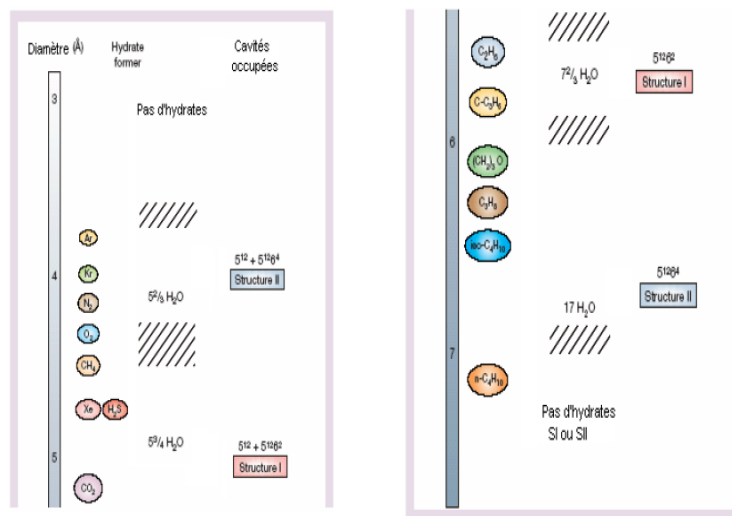 Diamètre (Å)
Hydrate former
Cavités occupées
3
Pas d'hydrates
Ar
4
Kr
5¹² + 5¹²6⁴
Structure II
N₂
5²/₃ H₂O
O₂
CH₄
Xe
H₂S
5³/₄ H₂O
5¹² + 5¹²6²
Structure I
5
CO₂
C₂H₆
7²/₃ H₂O
5¹²6²
Structure I
C-C₃H₆
6
(CH₂)₃ O
C₃H₈
iso-C₄H₁₀
5¹²6⁴
Structure II
17 H₂O
7
n-C₄H₁₀
Pas d'hydrates
SI ou SII